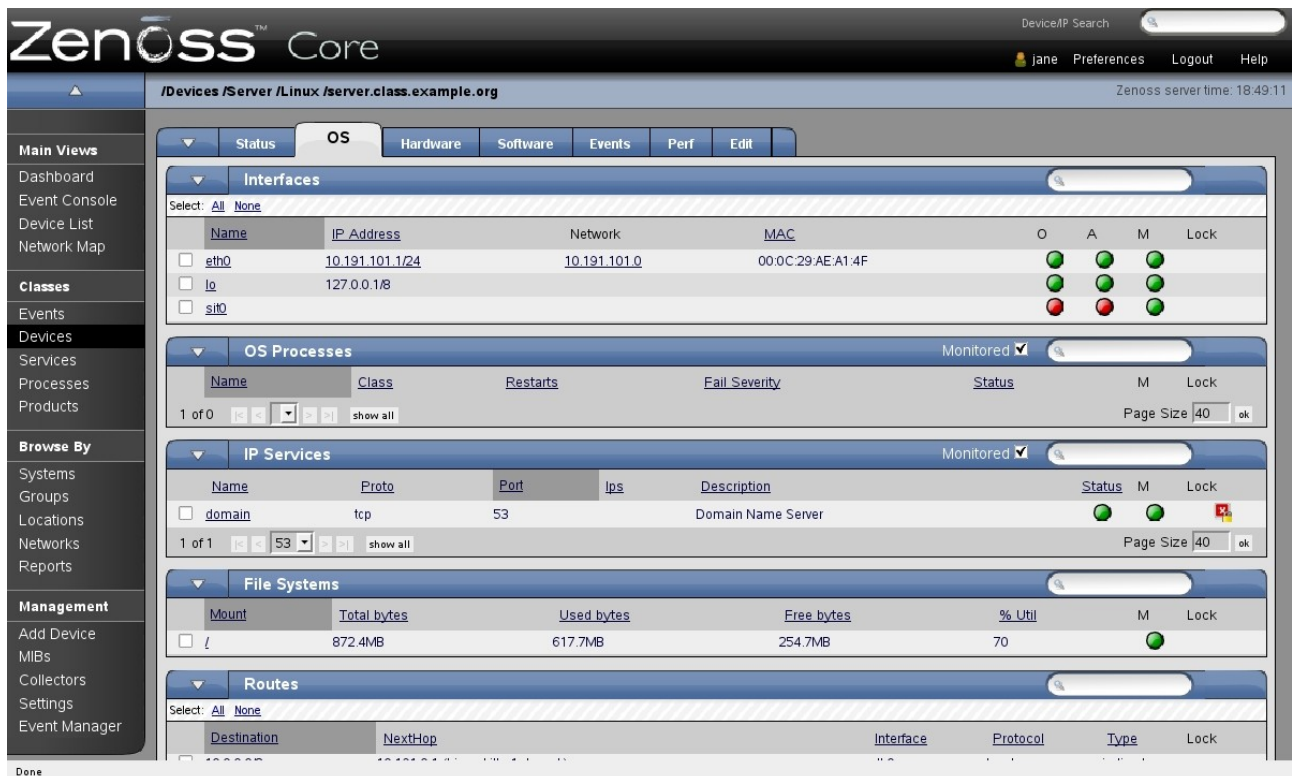 Zenoss™ Core
Device/IP Search
jane Preferences Logout Help
/Devices /Server /Linux /server.class.example.org
Zenoss server time: 18:49:11
Main Views
Dashboard
Event Console
Device List
Network Map
Classes
Events
Devices
Services
Processes
Products
Browse By
Systems
Groups
Locations
Networks
Reports
Management
Add Device
MIBs
Collectors
Settings
Event Manager
Status OS Hardware Software Events Perf Edit
Interfaces
Select: All None
Name IP Address Network MAC O A M Lock
eth0 10.191.101.1/24 10.191.101.0 00:0C:29:AE:A1:4F
lo 127.0.0.1/8
sit0
OS Processes Monitored
Name Class Restarts Fail Severity Status M Lock
1 of 0 |< < > >| show all Page Size 40 ok
IP Services Monitored
Name Proto Port Ips Description Status M Lock
domain tcp 53 Domain Name Server
1 of 1 |< < 53 > >| show all Page Size 40 ok
File Systems
Mount Total bytes Used bytes Free bytes % Util M Lock
/ 872.4MB 617.7MB 254.7MB 70
Routes
Select: All None
Destination NextHop Interface Protocol Type Lock
Done